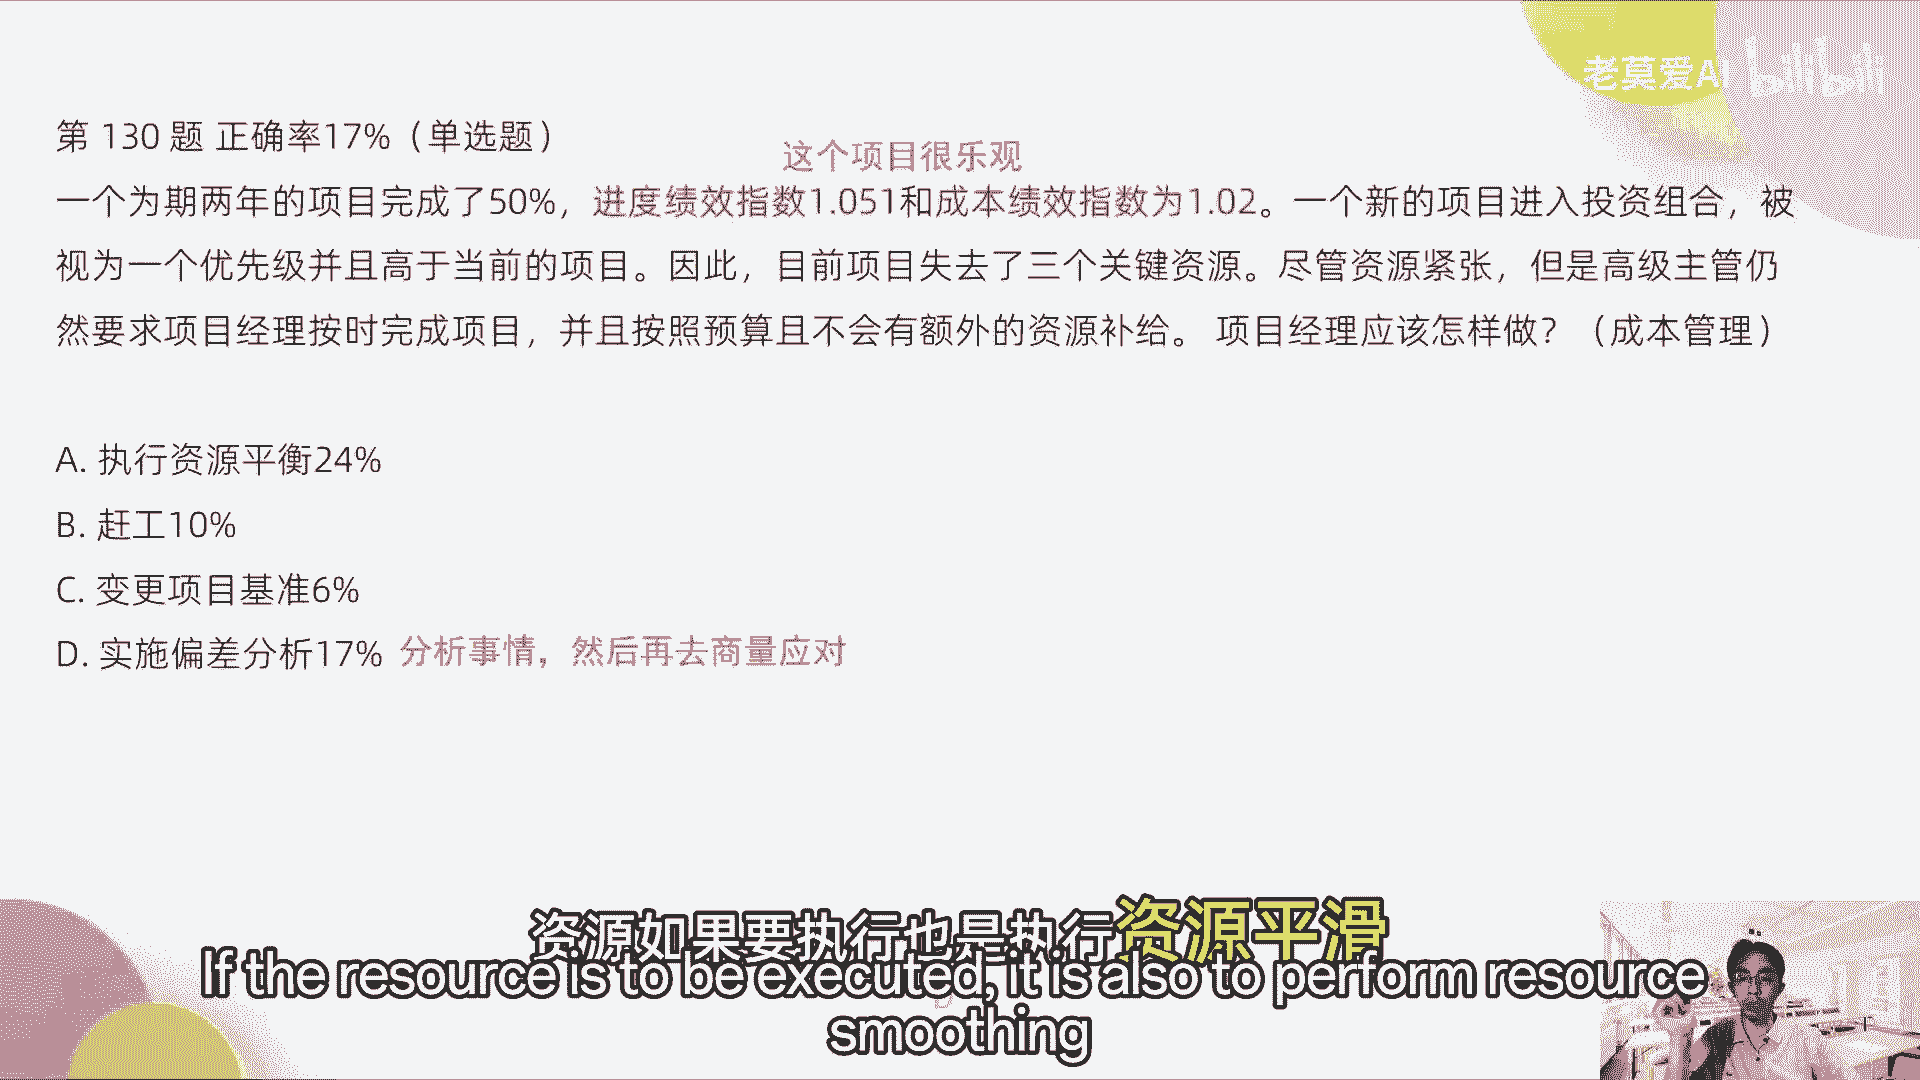 老莫爱AI bilibili
第 130 题 正确率17%（单选题）
这个项目很乐观
一个为期两年的项目完成了50%，进度绩效指数1.051和成本绩效指数为1.02。一个新的项目进入投资组合，被
视为一个优先级并且高于当前的项目。因此，目前项目失去了三个关键资源。尽管资源紧张，但是高级主管仍
然要求项目经理按时完成项目，并且按照预算且不会有额外的资源补给。 项目经理应该怎样做？（成本管理）
A. 执行资源平衡24%
B. 赶工10%
C. 变更项目基准6%
D. 实施偏差分析17% 分析事情，然后再去商量应对
资源如果要执行也是执行资源平滑
If the resource is to be executed, it is also to perform resource
smoothing